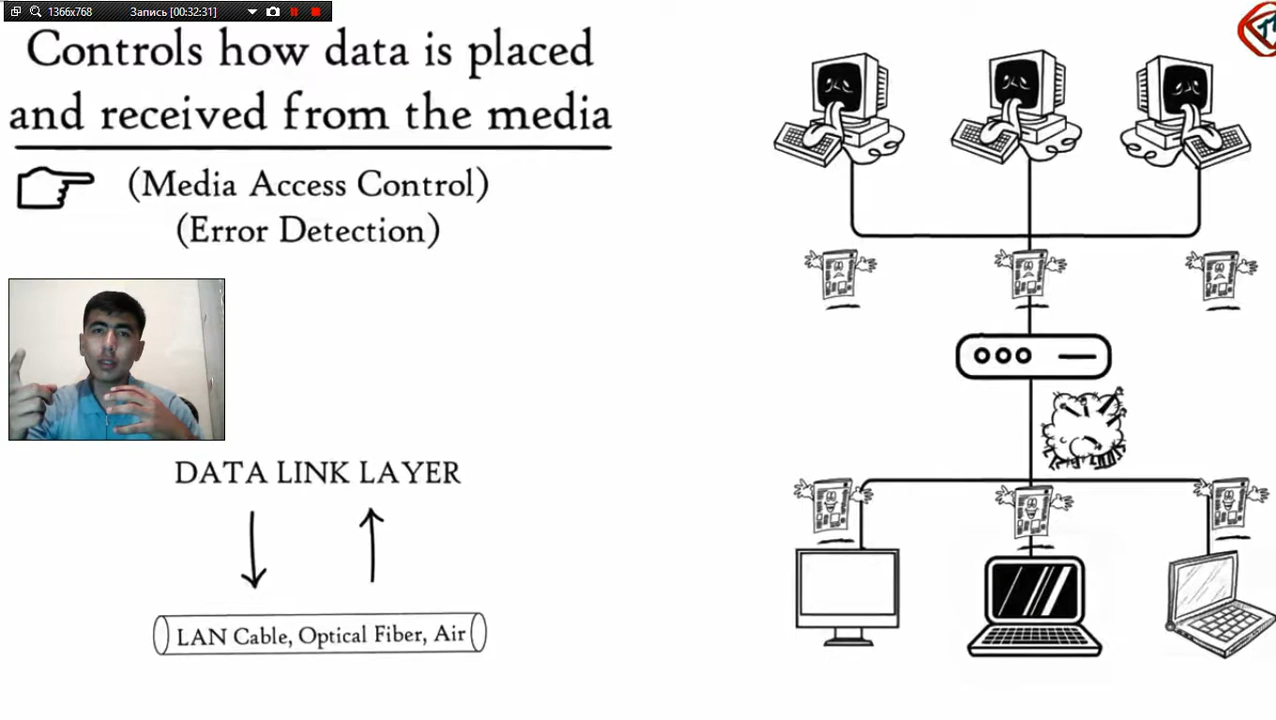 1366x768 Запись [00:32:31]
Controls how data is placed
and received from the media
(Media Access Control)
(Error Detection)
DATA LINK LAYER
LAN Cable, Optical Fiber, Air